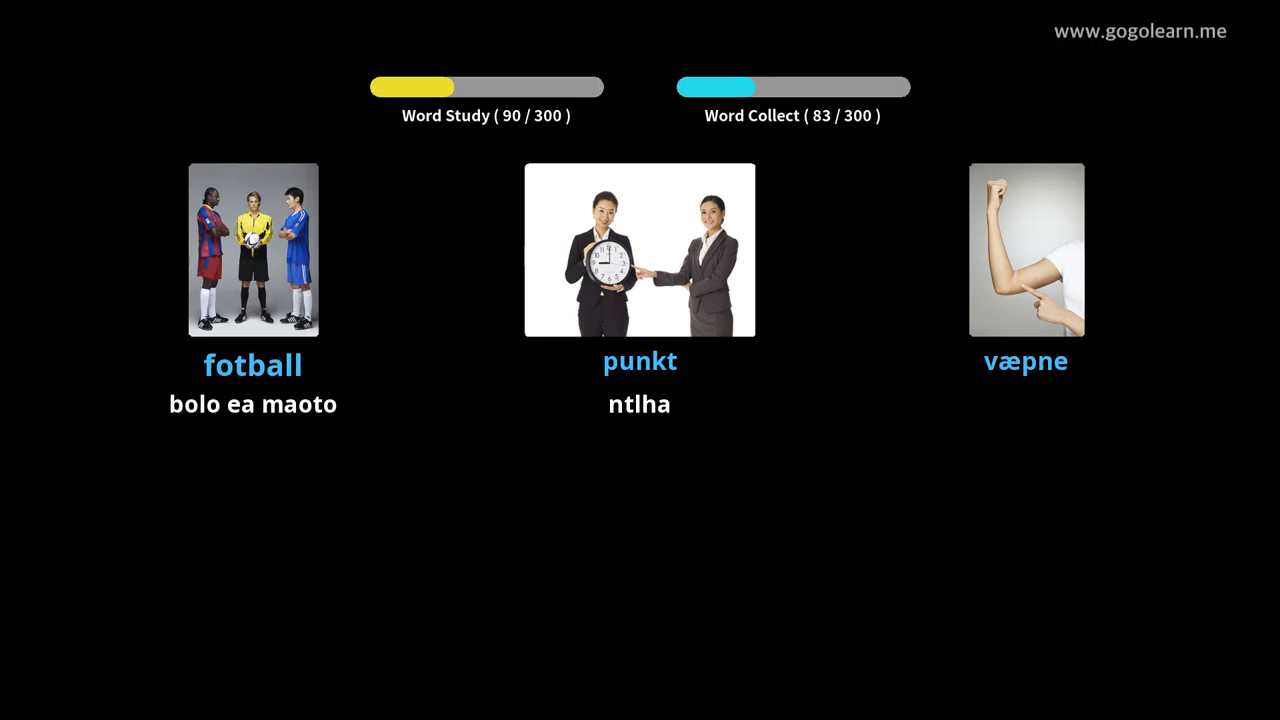 www.gogolearn.me
Word Study ( 90 / 300 )
Word Collect ( 83 / 300 )
fotball
punkt
væpne
bolo ea maoto
ntlha